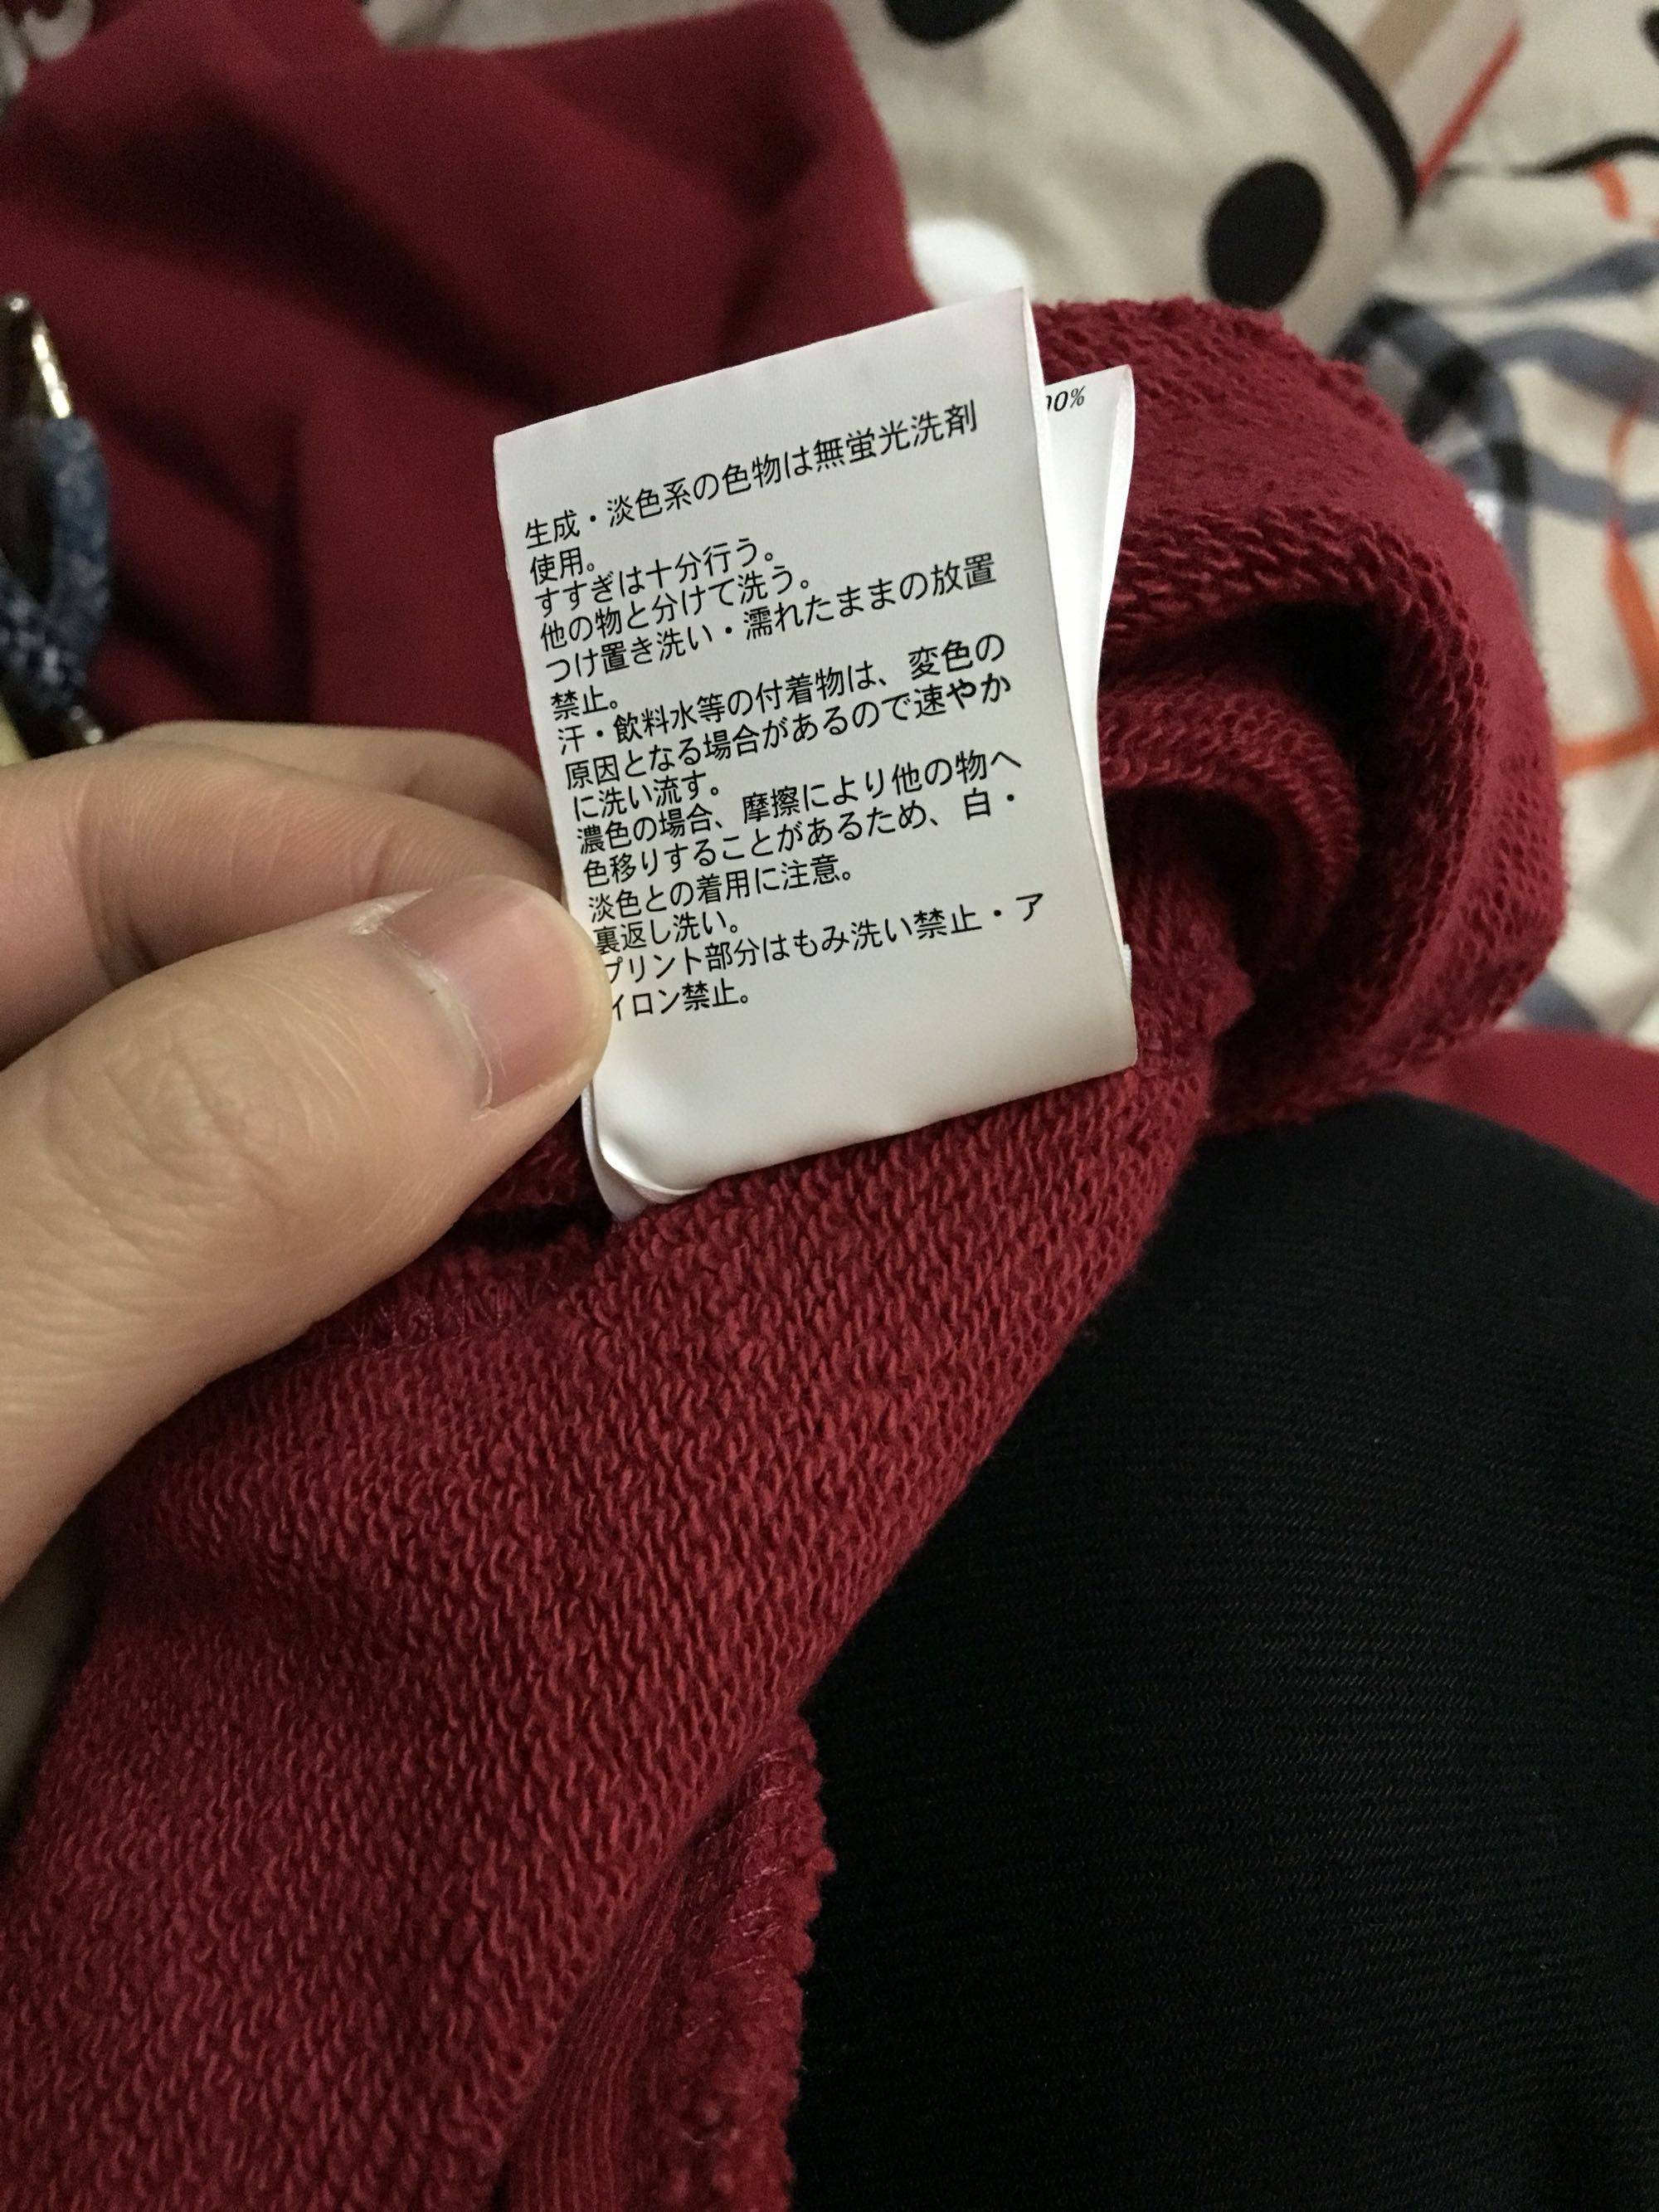 生成・淡色系の色物は無蛍光洗剤
使用。
すすぎは十分行う。
他の物と分けて洗う。
つけ置き洗い・濡れたままの放置
禁止。
汗・飲料水等の付着物は、変色の
原因となる場合があるので速やか
に洗い流す。
濃色の場合、摩擦により他の物へ
色移りすることがあるため、白・
淡色との着用に注意。
裏返し洗い。
プリント部分はもみ洗い禁止・ア
イロン禁止。
00%